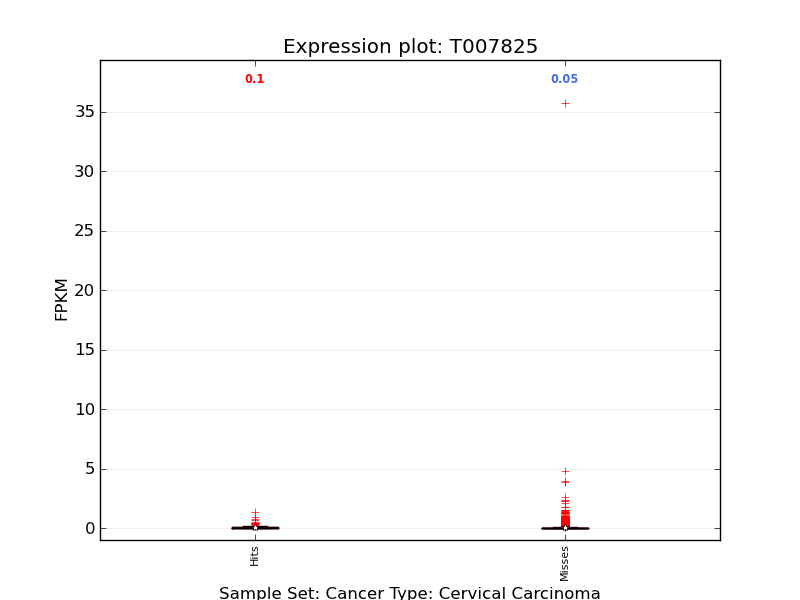 Expression plot: T007825
0.1
0.05
35
30
25
20
15
10
5
0
FPKM
Hits
Misses
Sample Set: Cancer Type: Cervical Carcinoma